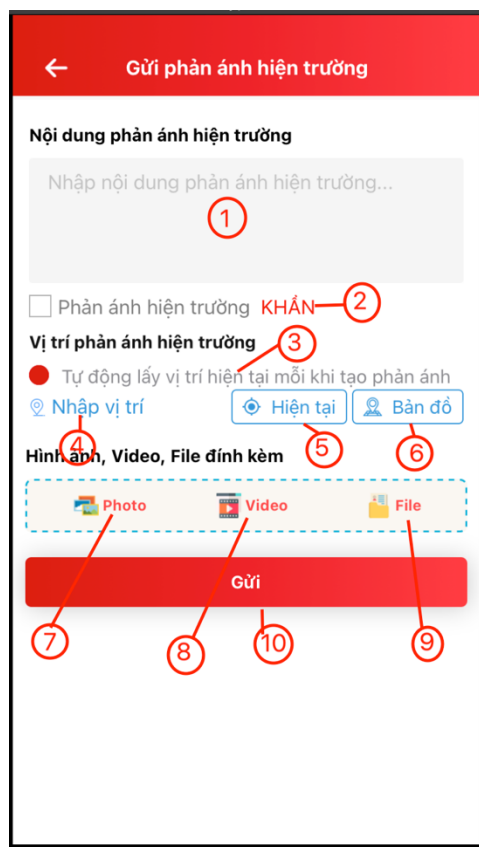 Gửi phản ánh hiện trường
Nội dung phản ánh hiện trường
Nhập nội dung phản ánh hiện trường...
1
Phản ánh hiện trường KHẨN 2
Vị trí phản ánh hiện trường 3
Tự động lấy vị trí hiện tại mỗi khi tạo phản ánh
Nhập vị trí Hiện tại Bản đồ
4 5 6
Hình ảnh, Video, File đính kèm
Photo Video File
Gửi
7 8 10 9